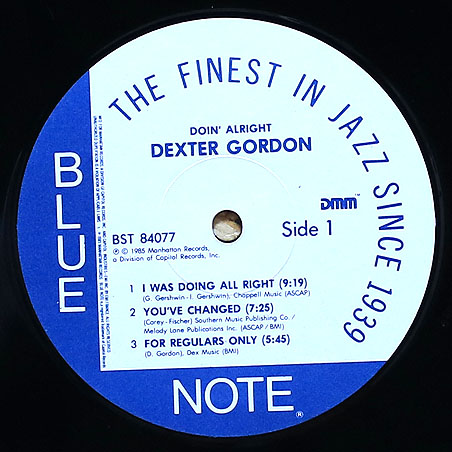 THE FINEST IN JAZZ SINCE 1939
DOIN' ALRIGHT
DEXTER GORDON
BLUE
dmm™
BST 84077
Side 1
℗ © 1985 Manhattan Records,
a Division of Capitol Records, Inc.
1 I WAS DOING ALL RIGHT (9:19)
(G. Gershwin-I. Gershwin), Chappell Music (ASCAP)
2 YOU'VE CHANGED (7:25)
(Corey-Fischer) Southern Music Publishing Co./
Melody Lane Publications Inc. (ASCAP/BMI)
3 FOR REGULARS ONLY (5:45)
(D. Gordon), Dex Music (BMI)
NOTE®